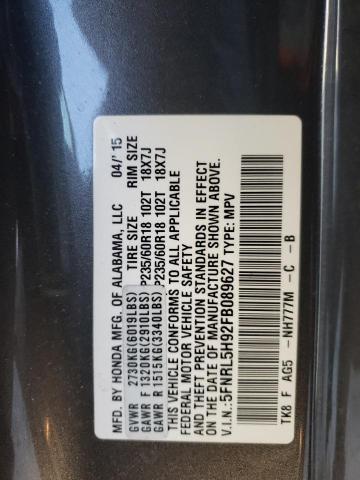 MFD. BY HONDA MFG. OF ALABAMA, LLC 04/'15
GVWR 2730KG(6019LBS) TIRE SIZE RIM SIZE
GAWR F 1320KG(2910LBS) P235/60R18 102T 18X7J
GAWR R 1515KG(3340LBS) P235/60R18 102T 18X7J
THIS VEHICLE CONFORMS TO ALL APPLICABLE
FEDERAL MOTOR VEHICLE SAFETY
AND THEFT PREVENTION STANDARDS IN EFFECT
ON THE DATE OF MANUFACTURE SHOWN ABOVE.
V.I.N.:5FNRL5H92FB089627 TYPE: MPV
TK8 F AG5 -NH777M -C -B